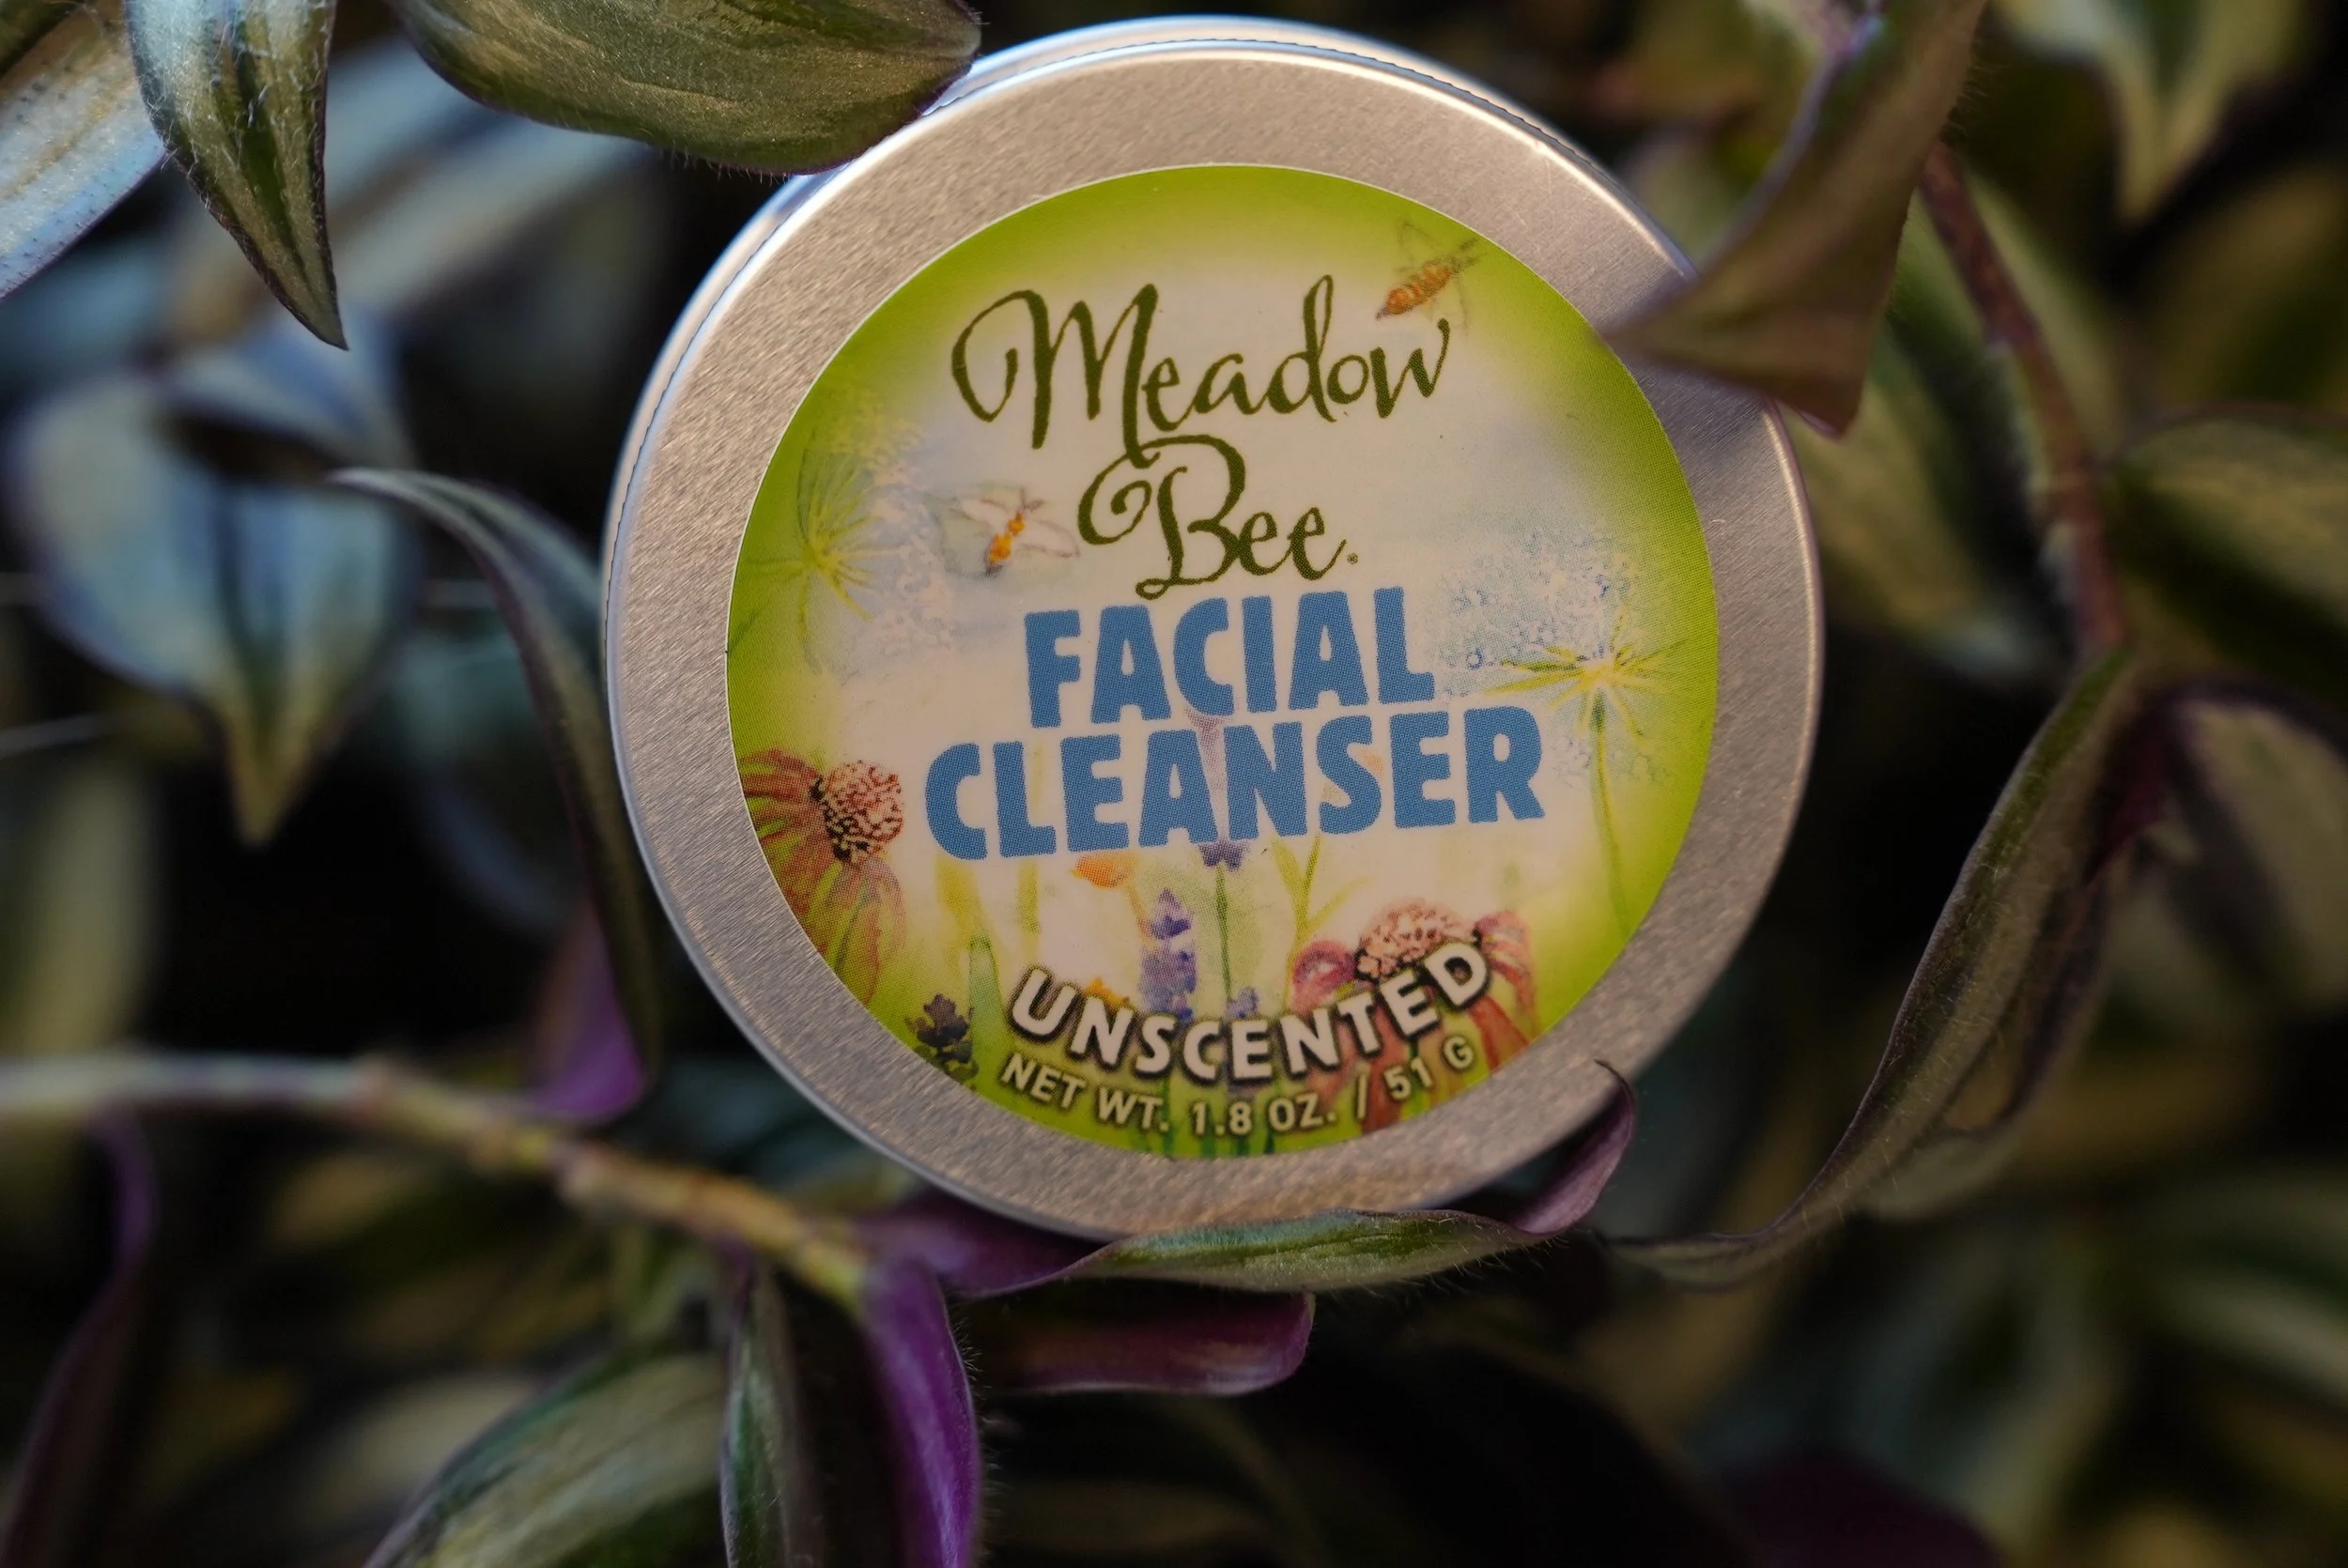 Meadow
Bee®
FACIAL
CLEANSER
UNSCENTED
NET WT. 1.8 OZ. / 51 G